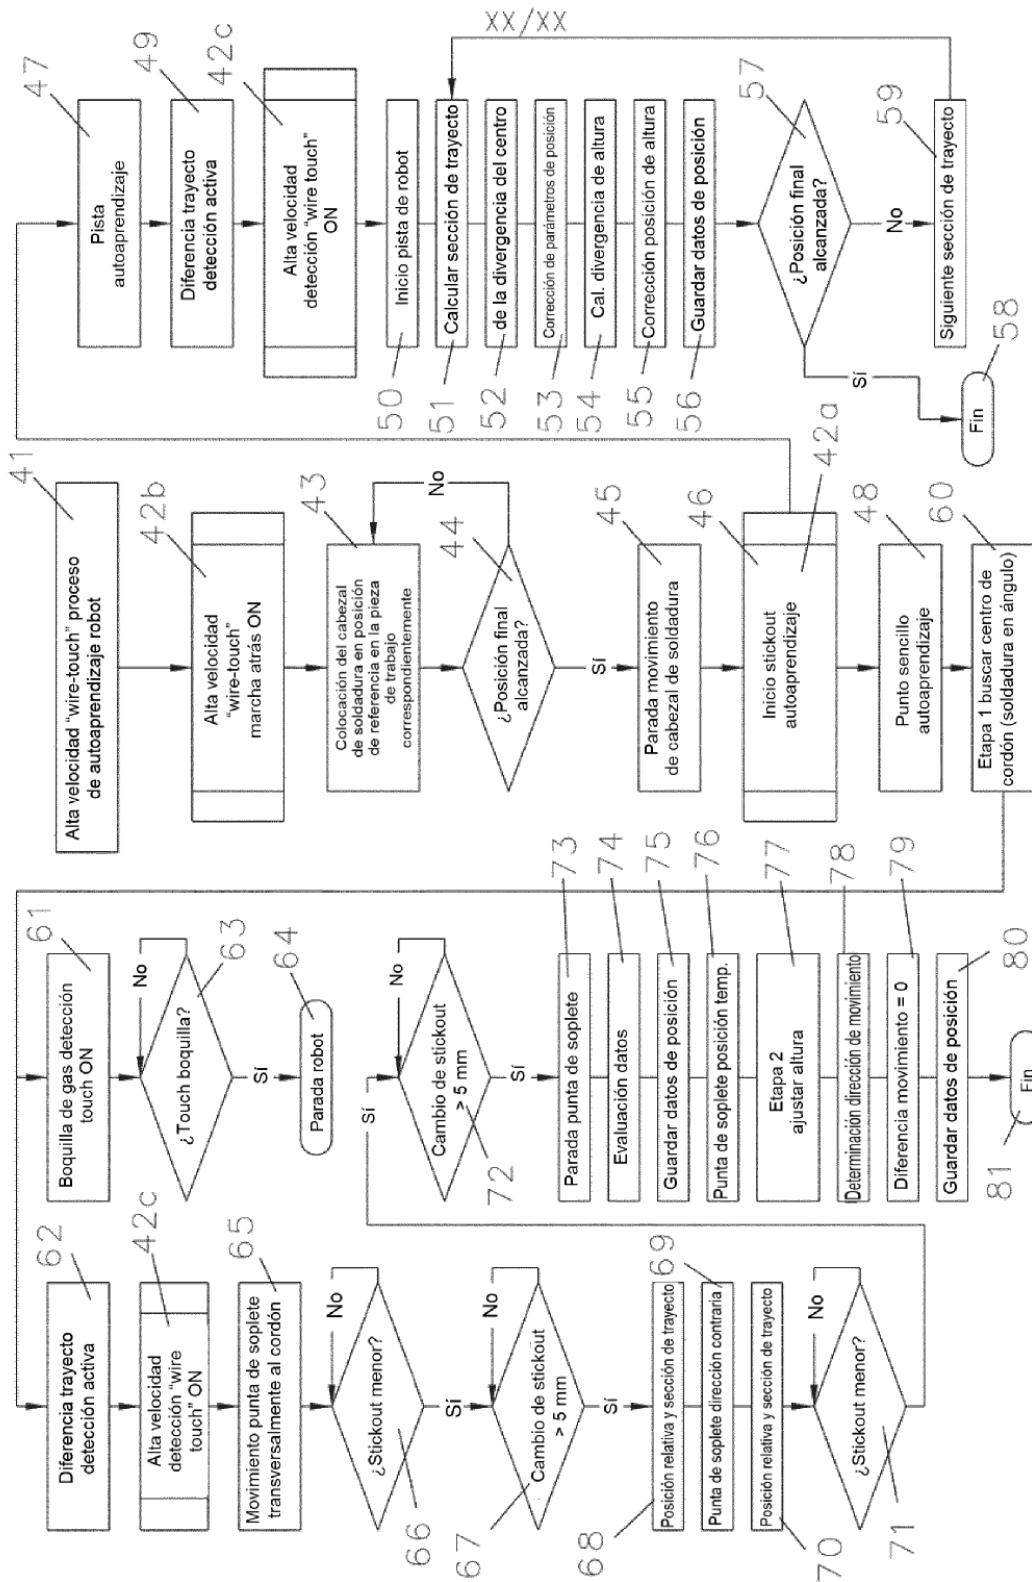 41
Alta velocidad "wire-touch" proceso
de autoaprendizaje robot
42b
Alta velocidad
"wire-touch"
marcha atrás ON
43
Colocación del cabezal
de soldadura en posición
de referencia en la pieza
de trabajo
correspondientemente
44
¿Posición final
alcanzada?
No
Sí
45
Parada movimiento
de cabezal de soldadura
46
Inicio stickout
autoaprendizaje
42a
48
Punto sencillo
autoaprendizaje
60
Etapa 1 buscar centro de
cordón (soldadura en ángulo)
47
Pista
autoaprendizaje
49
Diferencia trayecto
detección activa
42c
Alta velocidad
detección "wire touch"
ON
50
Inicio pista de robot
XX/XX
51
Calcular sección de trayecto
52
de la divergencia del centro
53
Corrección de parámetros de posición
54
Cal. divergencia de altura
55
Corrección posición de altura
56
Guardar datos de posición
57
¿Posición final
alcanzada?
No
Sí
59
Siguiente sección de trayecto
58
Fin
61
Boquilla de gas detección
touch ON
63
¿Touch boquilla?
No
Sí
64
Parada robot
62
Diferencia trayecto
detección activa
42c
Alta velocidad
detección "wire
touch" ON
65
Movimiento punta de soplete
transversalmente al cordón
66
¿Stickout menor?
No
Sí
67
Cambio de stickout
> 5 mm
No
Sí
68
Posición relativa y sección de trayecto
69
Punta de soplete dirección contraria
70
Posición relativa y sección de trayecto
71
¿Stickout menor?
No
Sí
72
Cambio de stickout
> 5 mm
No
Sí
73
Parada punta de soplete
74
Evaluación datos
75
Guardar datos de posición
76
Punta de soplete posición temp.
77
Etapa 2
ajustar altura
78
Determinación dirección de movimiento
79
Diferencia movimiento = 0
80
Guardar datos de posición
81
Fin